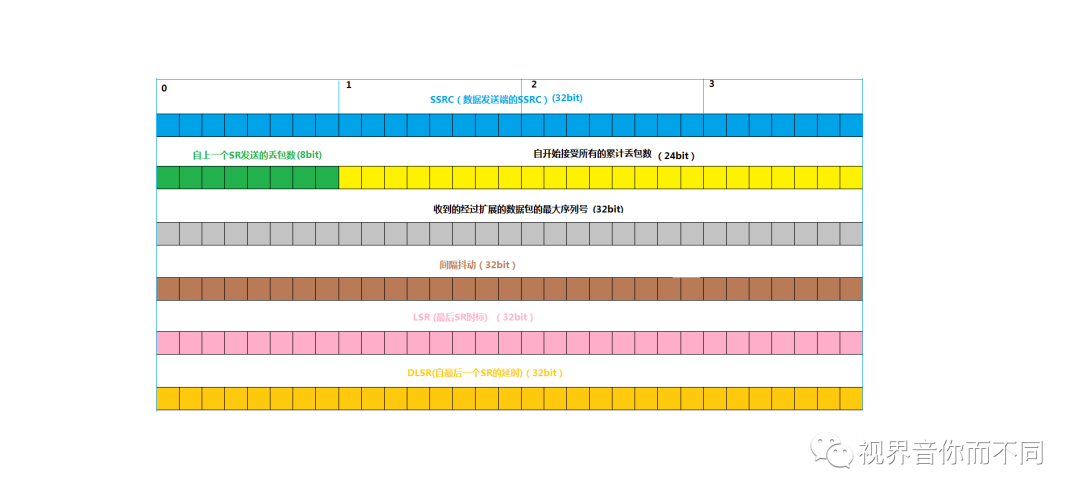 0 1 2 3
SSRC（数据发送端的SSRC）(32bit)
自上一个SR发送的丢包数(8bit) 自开始接受所有的累计丢包数（24bit）
收到的经过扩展的数据包的最大序列号 (32bit)
间隔抖动（32bit）
LSR (最后SR时标) （32bit）
DLSR(自最后一个SR的延时)（32bit）
视界音你而不同